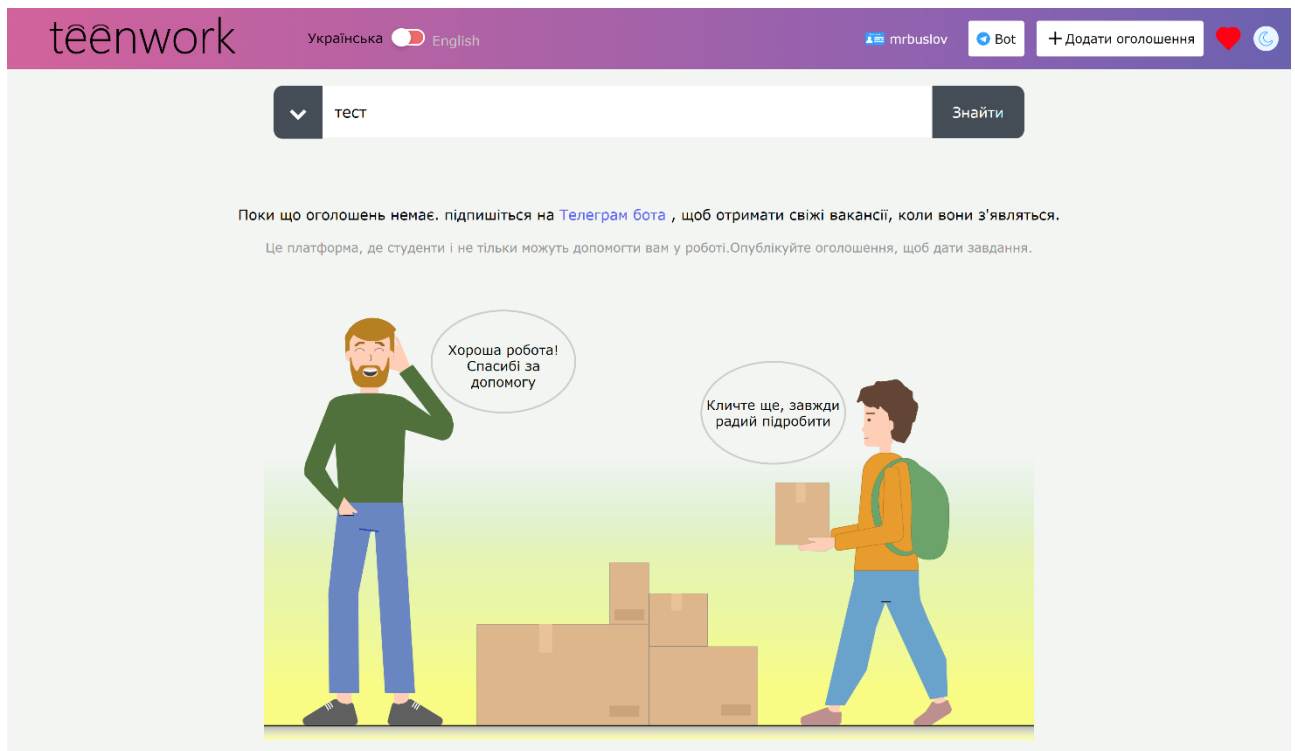 têênwork
Українська English
mrbuslov
Bot
+Додати оголошення
тест
Знайти
Поки що оголошень немає. підпишіться на Телеграм бота , щоб отримати свіжі вакансії, коли вони з'являться.
Це платформа, де студенти і не тільки можуть допомогти вам у роботі.Опублікуйте оголошення, щоб дати завдання.
Хороша робота!
Спасибі за
допомогу
Кличте ще, завжди
радий підробити